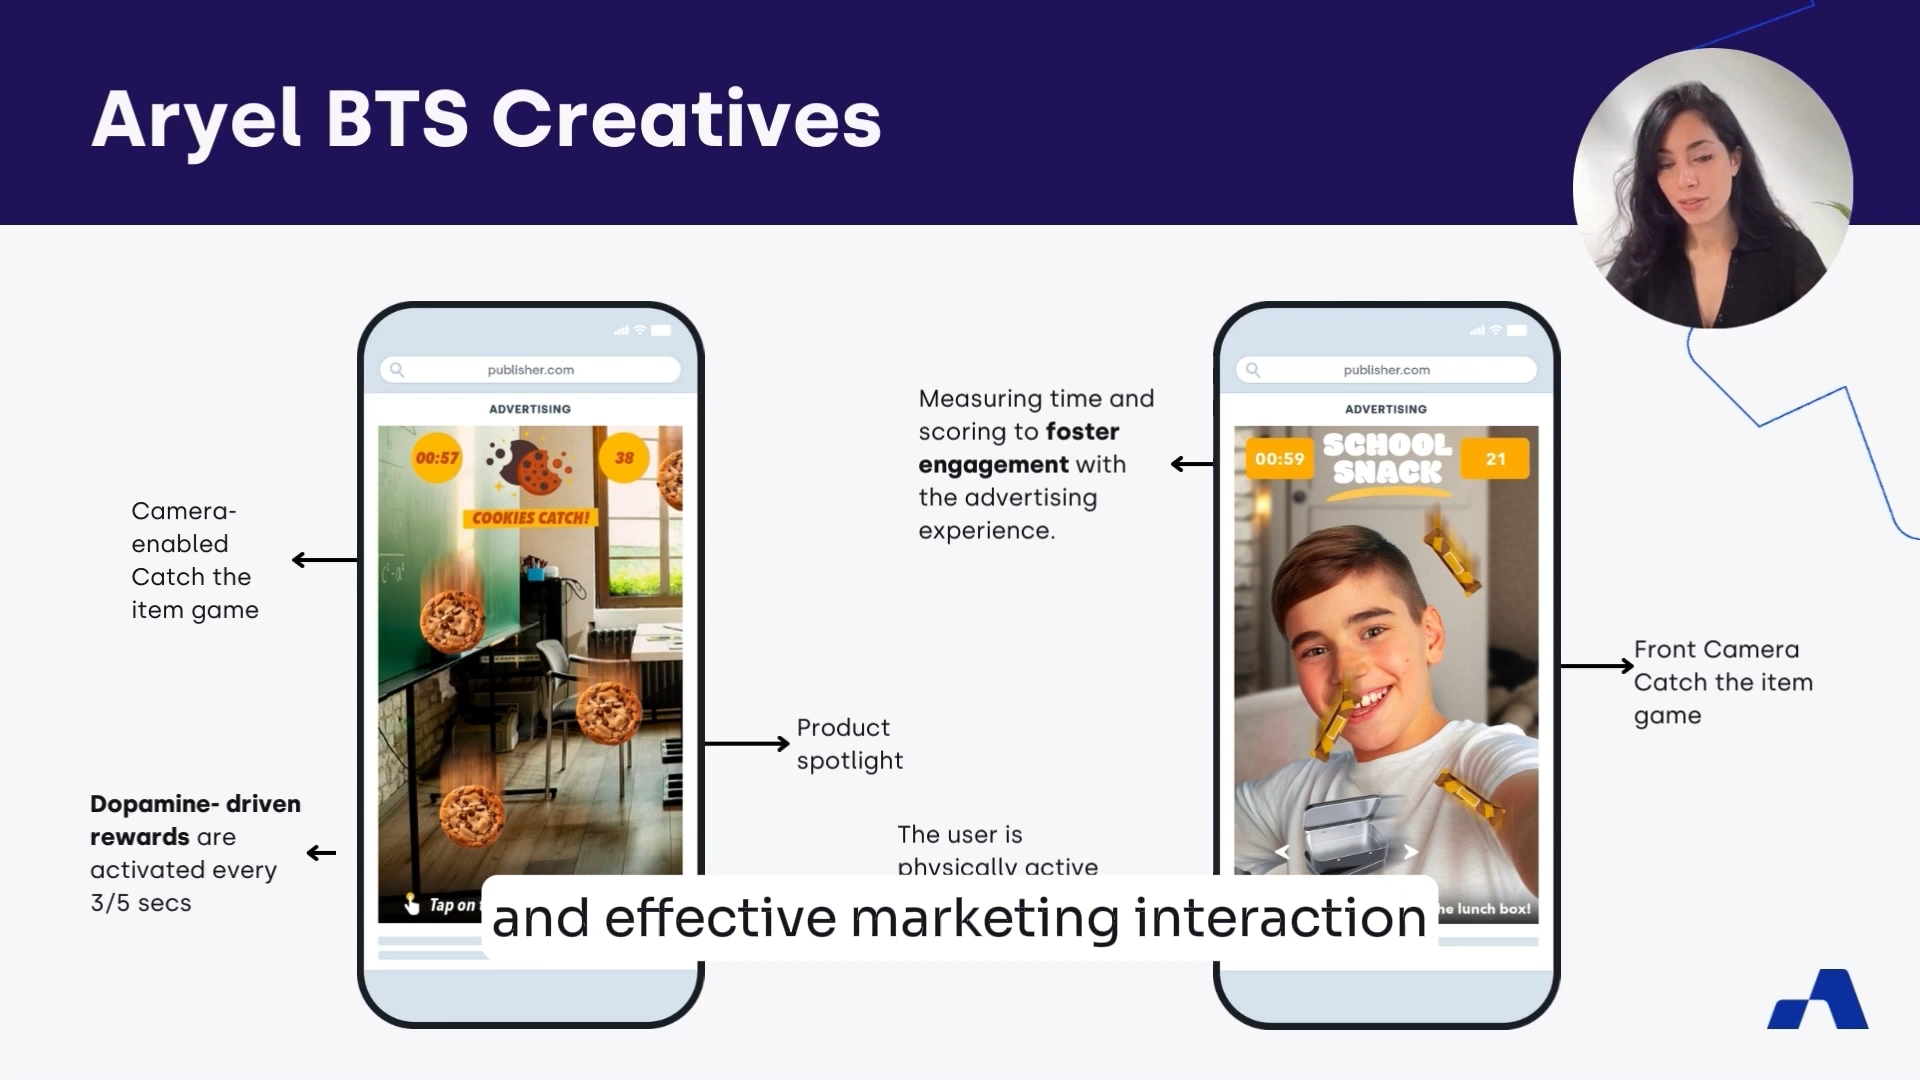 Aryel BTS Creatives
publisher.com
ADVERTISING
00:57
38
COOKIES CATCH!
Tap on
Camera-
enabled
Catch the
item game
Dopamine- driven
rewards are
activated every
3/5 secs
Product
spotlight
Measuring time and
scoring to foster
engagement with
the advertising
experience.
The user is
physically active
publisher.com
ADVERTISING
00:59
SCHOOL
SNACK
21
he lunch box!
Front Camera
Catch the item
game
and effective marketing interaction